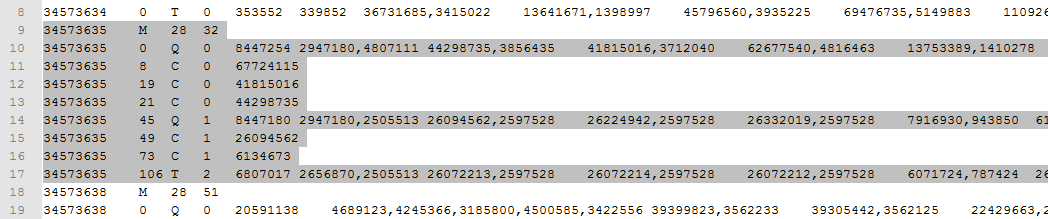 8 34573634 0 T 0 353552 339852 36731685,3415022 13641671,1398997 45796560,3935225 69476735,5149883 110926
9 34573635 M 28 32
10 34573635 0 Q 0 8447254 2947180,4807111 44298735,3856435 41815016,3712040 62677540,4816463 13753389,1410278
11 34573635 8 C 0 67724115
12 34573635 19 C 0 41815016
13 34573635 21 C 0 44298735
14 34573635 45 Q 1 8447180 2947180,2505513 26094562,2597528 26224942,2597528 26332019,2597528 7916930,943850 61
15 34573635 49 C 1 26094562
16 34573635 73 C 1 6134673
17 34573635 106 T 2 6807017 2656870,2505513 26072213,2597528 26072214,2597528 26072212,2597528 6071724,787424 26
18 34573638 M 28 51
19 34573638 0 Q 0 20591138 4689123,4245366,3185800,4500585,3422556 39399823,3562233 39305442,3562125 22429663,2